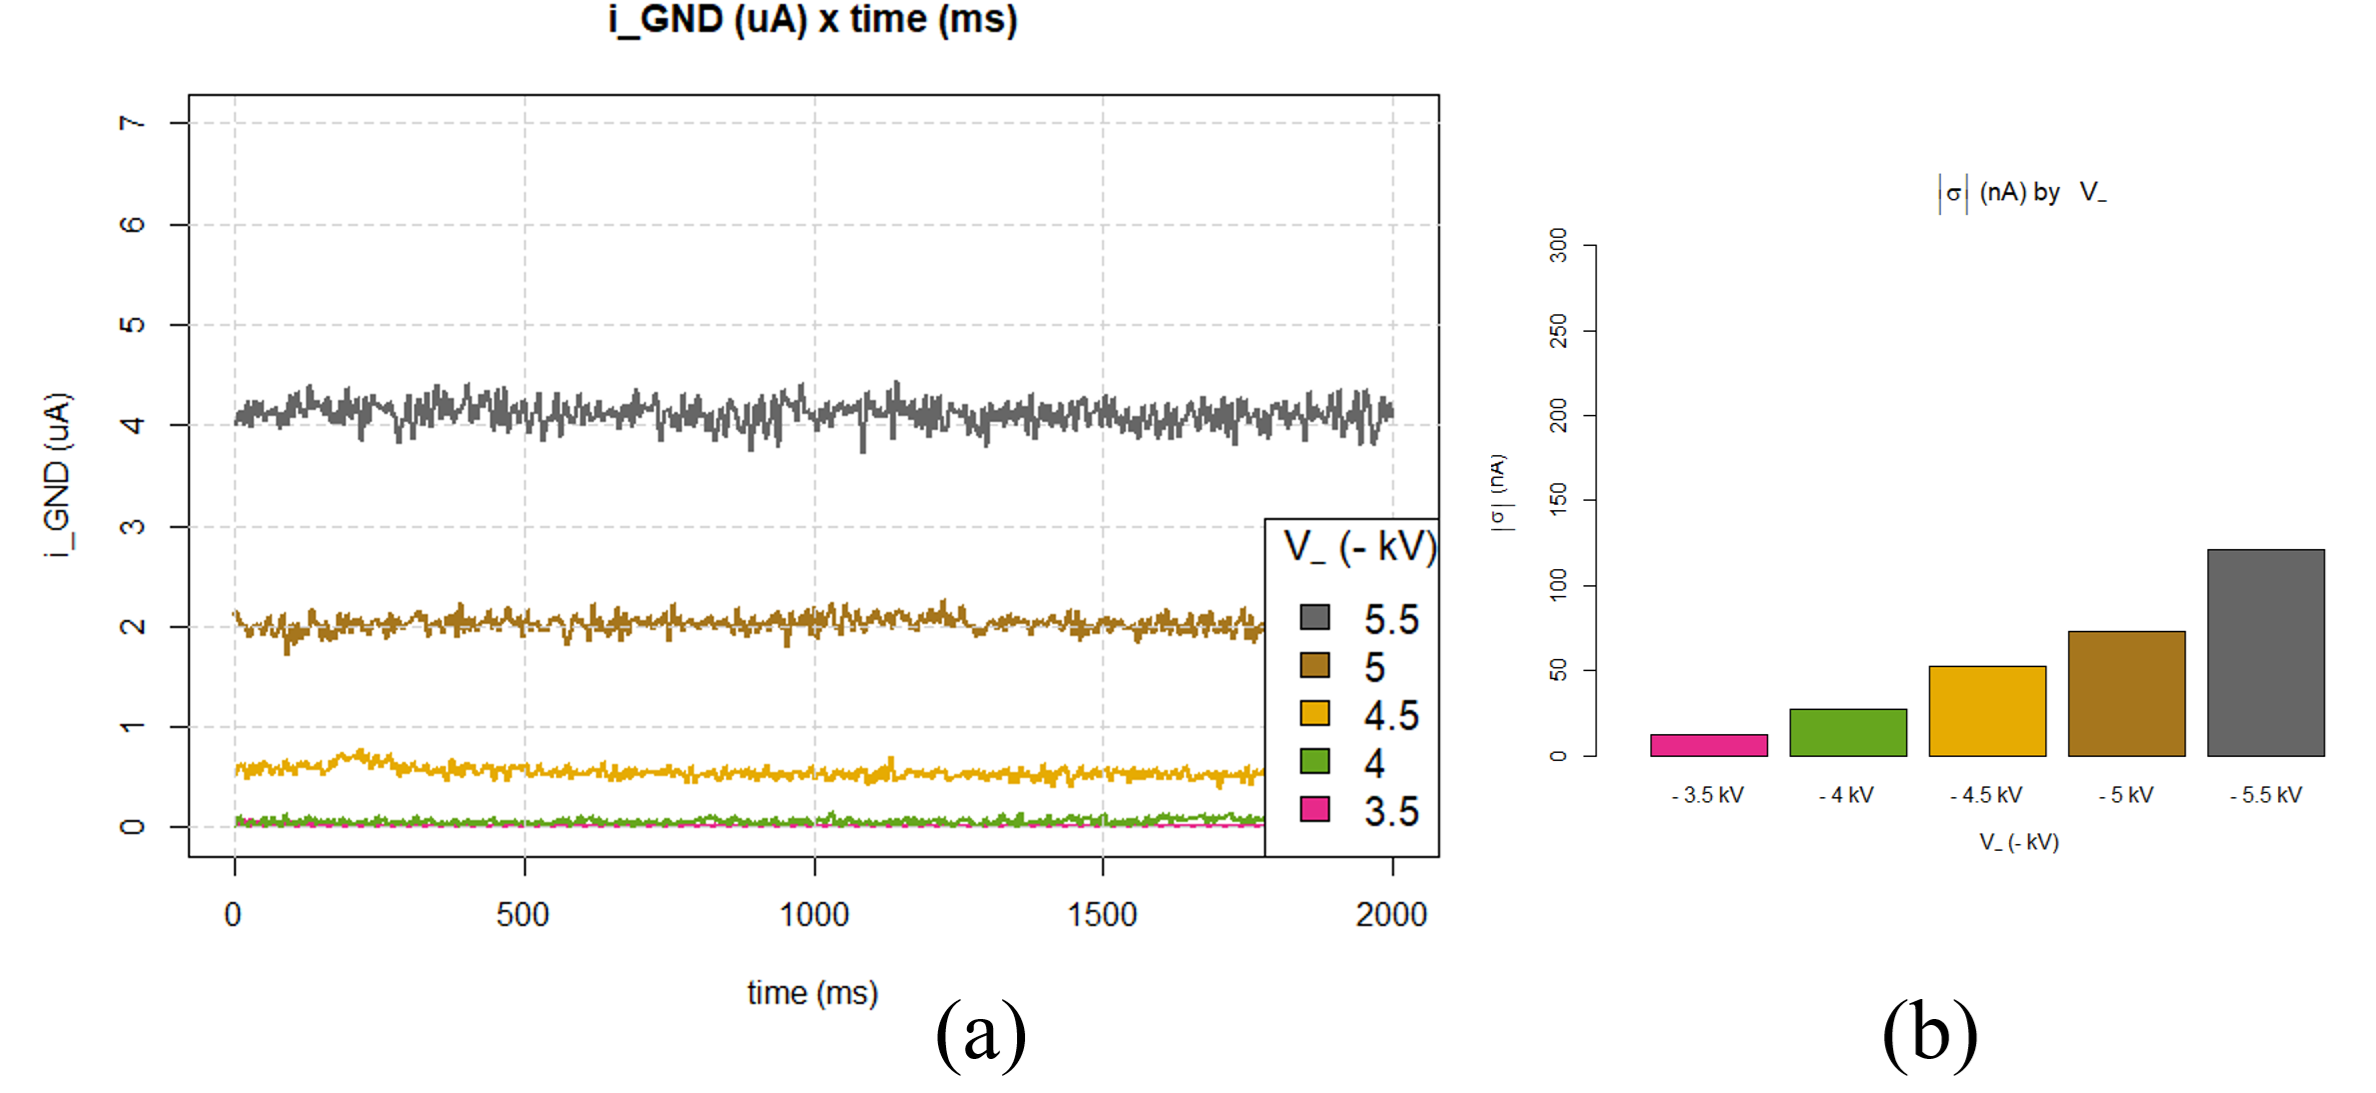 i_GND (uA) x time (ms)
i_GND (uA)
7
6
5
4
3
2
1
0
V_ (- kV)
5.5
5
4.5
4
3.5
0 500 1000 1500 2000
time (ms)
(a)
|σ| (nA) by V_
|σ| (nA)
300
250
200
150
100
50
0
- 3.5 kV - 4 kV - 4.5 kV - 5 kV - 5.5 kV
V_ (- kV)
(b)